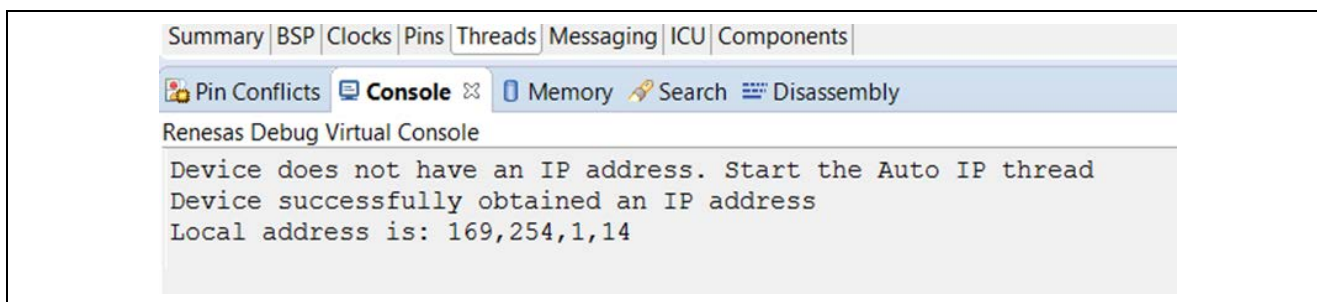 Summary BSP Clocks Pins Threads Messaging ICU Components
Pin Conflicts Console Memory Search Disassembly
Renesas Debug Virtual Console
Device does not have an IP address. Start the Auto IP thread
Device successfully obtained an IP address
Local address is: 169,254,1,14